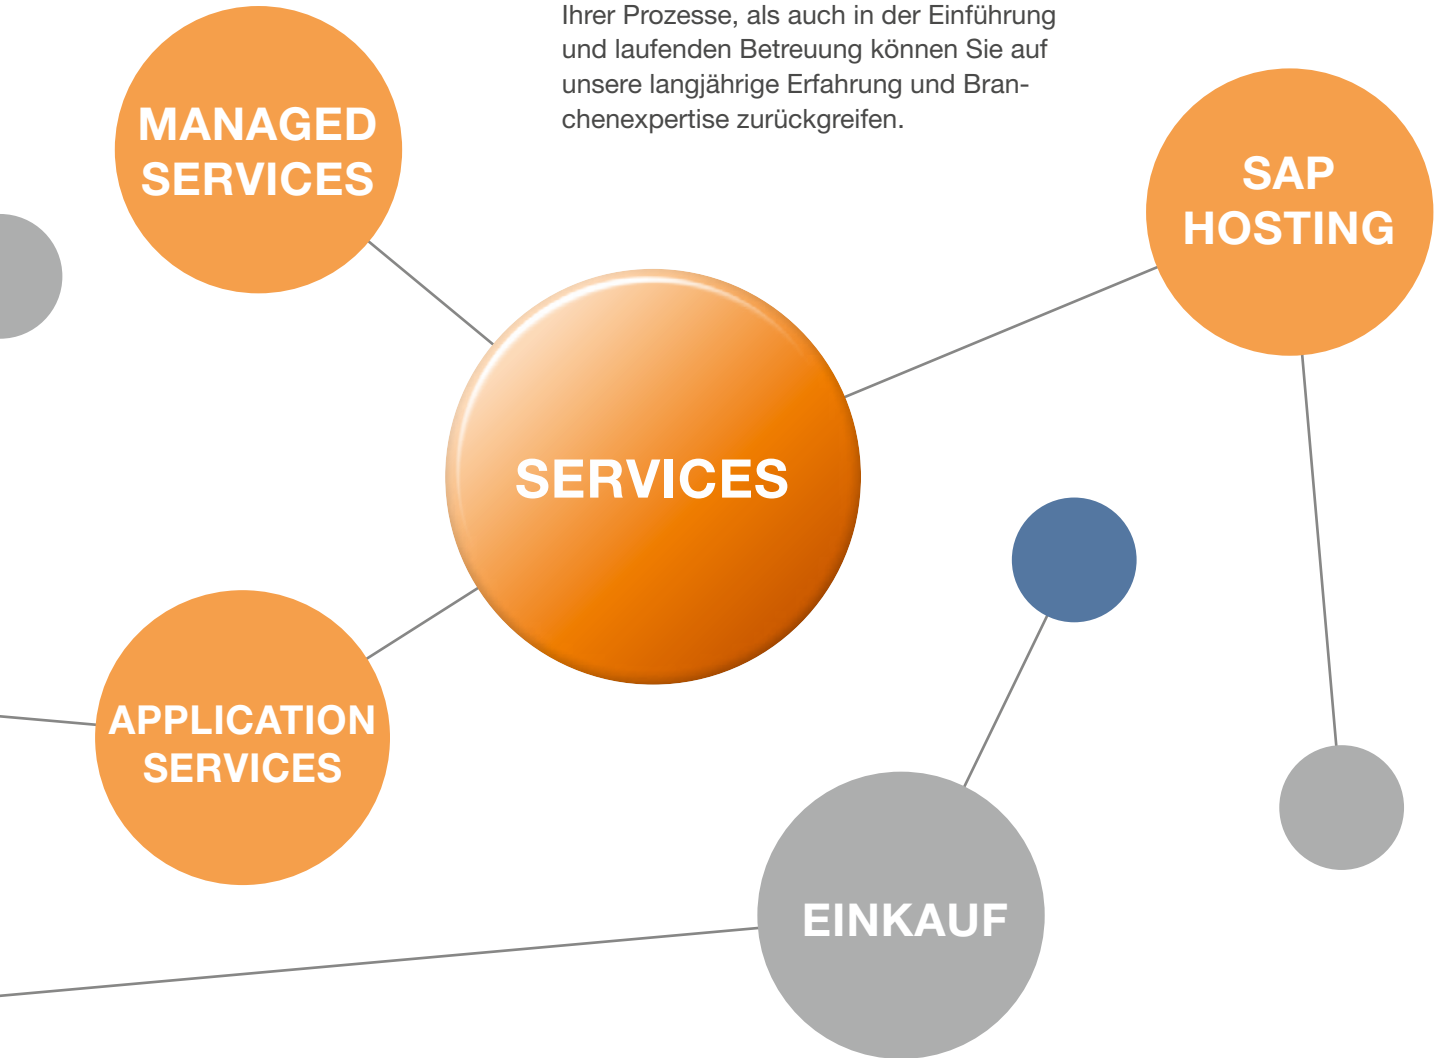 Ihrer Prozesse, als auch in der Einführung
und laufenden Betreuung können Sie auf
unsere langjährige Erfahrung und Bran-
chenexpertise zurückgreifen.
MANAGED
SERVICES
SAP
HOSTING
SERVICES
APPLICATION
SERVICES
EINKAUF